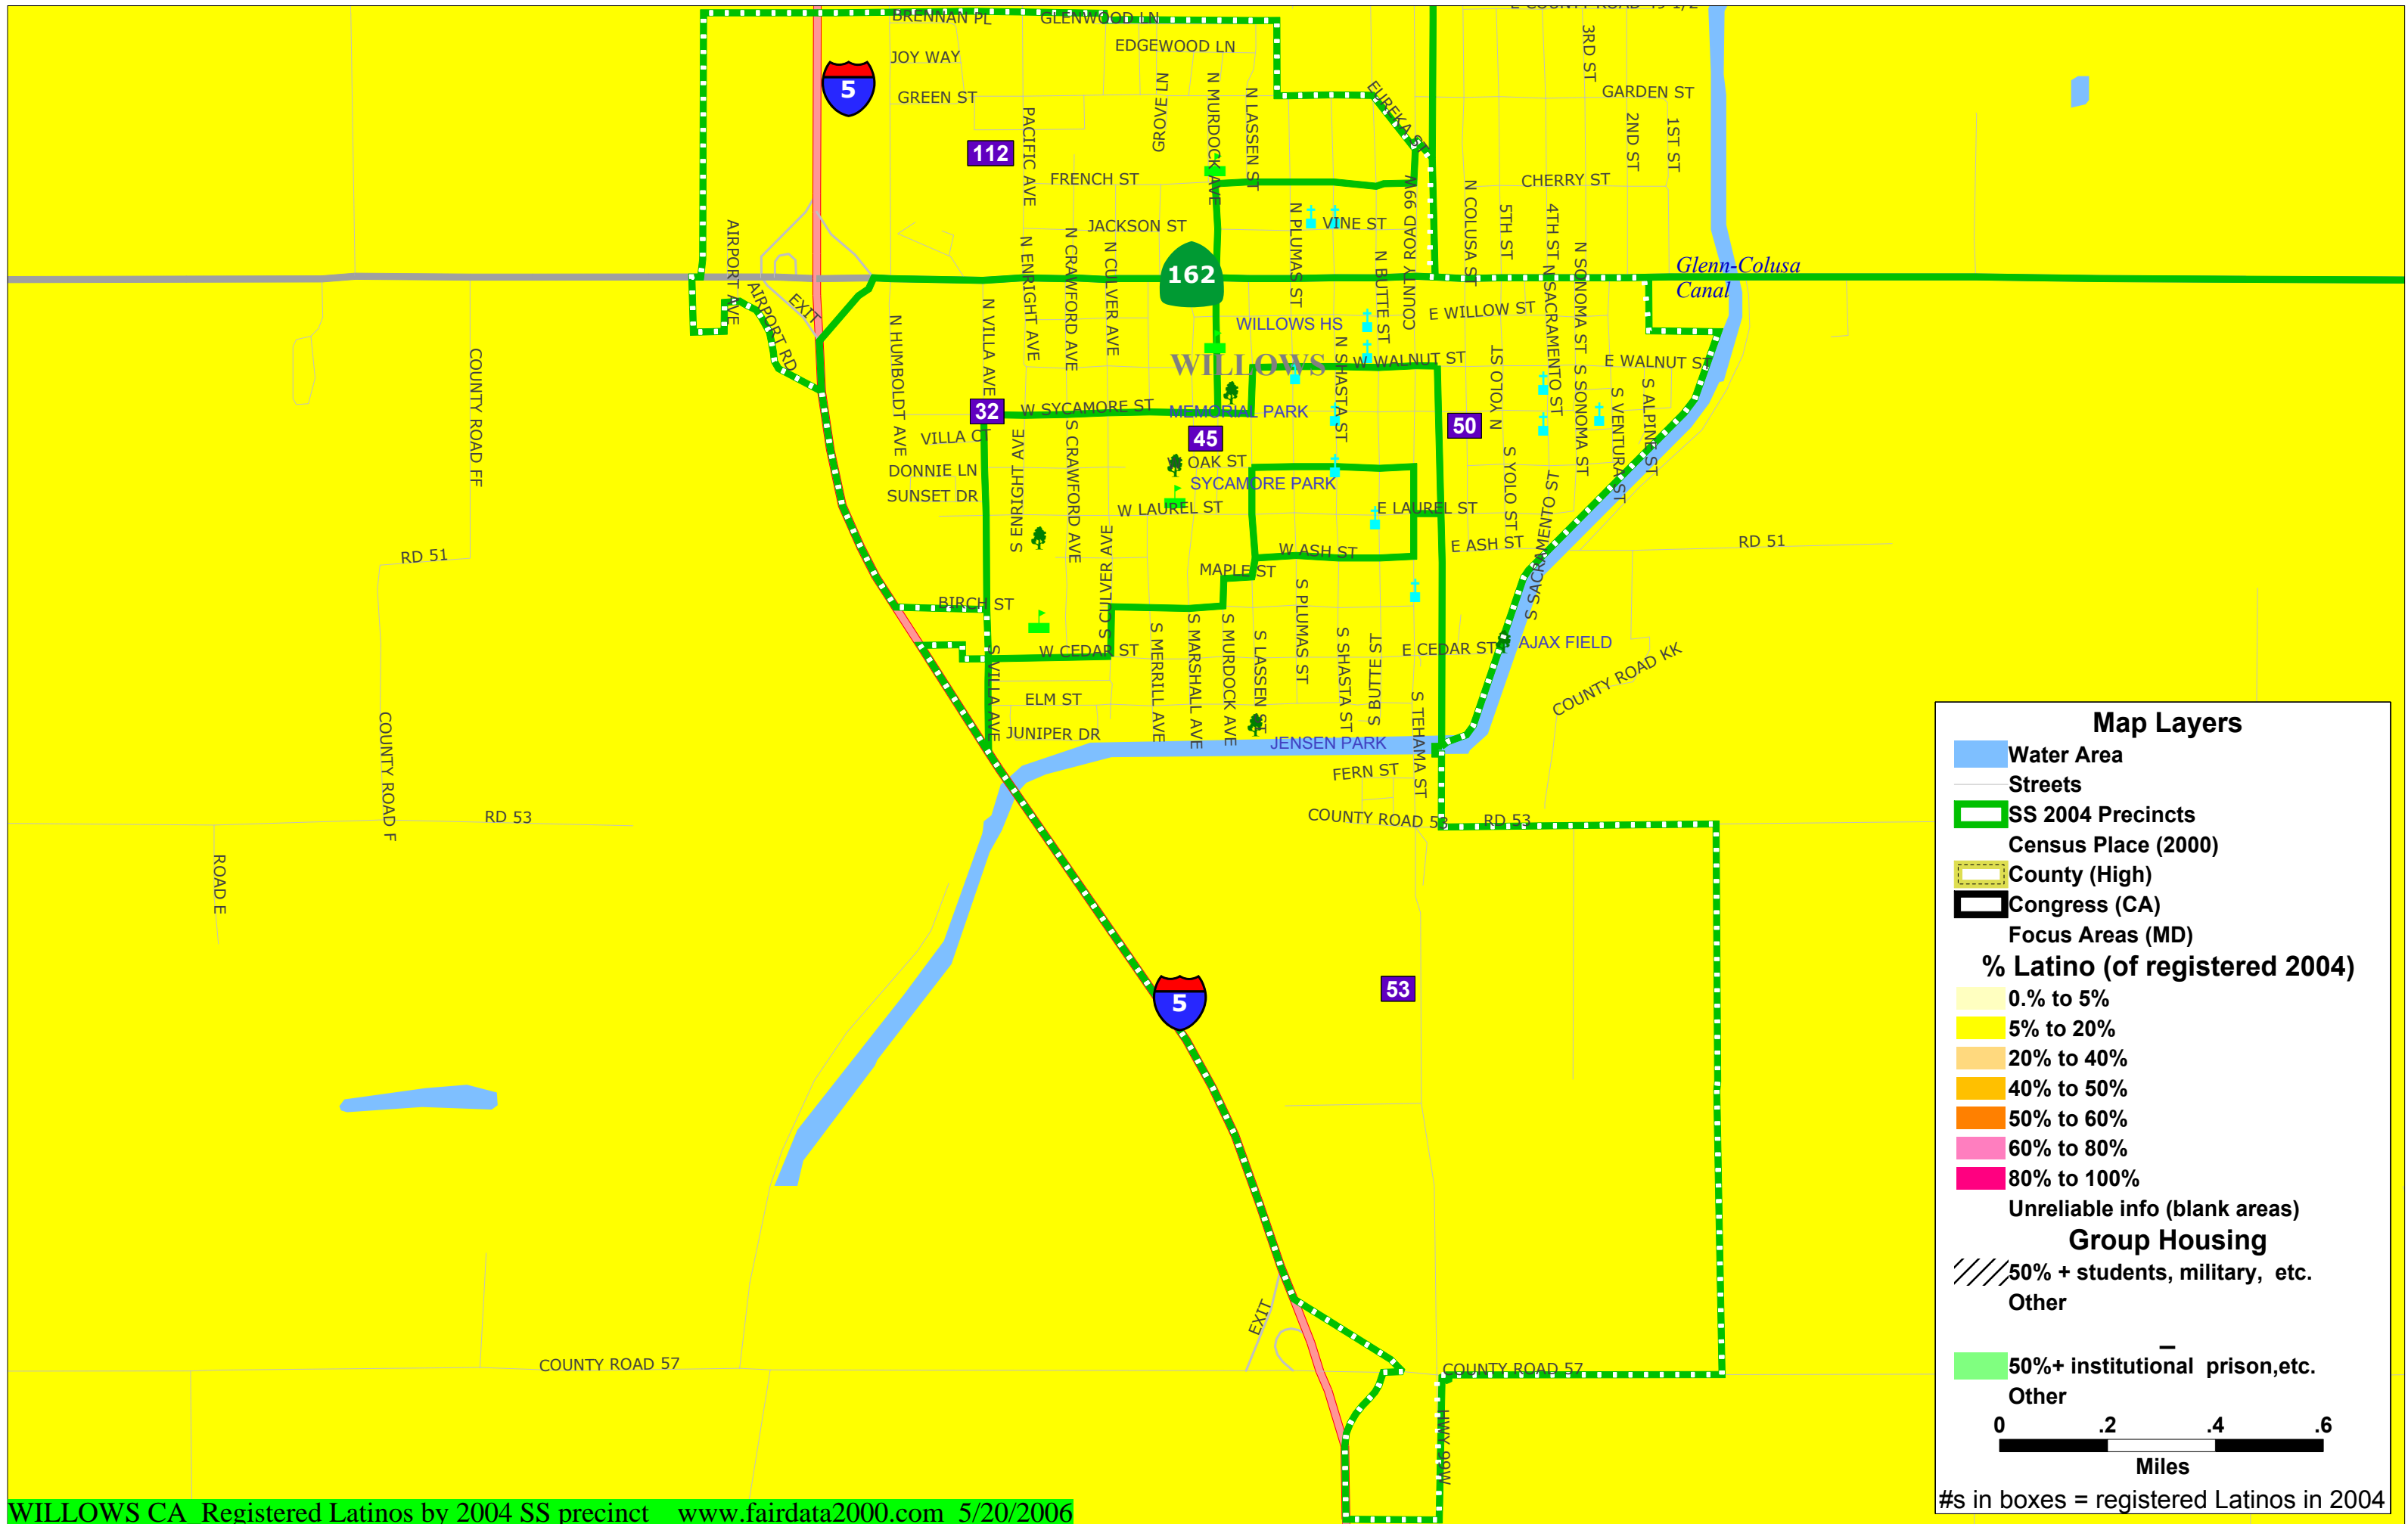 BRENNAN PL
GLENWOOD LN
E COUNTY ROAD 49 1/2
EDGEWOOD LN
3RD ST
JOY WAY
5
GREEN ST
GARDEN ST
GROVE LN
N MURDOCK AVE
N LASSEN ST
EUREKA ST
PACIFIC AVE
2ND ST
1ST ST
112
FRENCH ST
CHERRY ST
COUNTY ROAD 99W
N COLUSA ST
5TH ST
4TH ST
JACKSON ST
N PLUMAS ST
VINE ST
AIRPORT AVE
N ENRIGHT AVE
N CRAWFORD AVE
N CULVER AVE
N BUTTE ST
N SONOMA ST
162
Glenn-Colusa
Canal
N SACRAMENTO ST
AIRPORT RD
EXIT
N VILLA AVE
N HUMBOLDT AVE
WILLOWS HS
E WILLOW ST
N SHASTA ST
WILLOWS
W WALNUT ST
E WALNUT ST
N YOLO ST
COUNTY ROAD FF
S SONOMA ST
S VENTURA ST
S ALPINE ST
32
W SYCAMORE ST
MEMORIAL PARK
45
50
VILLA CT
S ENRIGHT AVE
S CRAWFORD AVE
W OAK ST
DONNIE LN
SYCAMORE PARK
S YOLO ST
SUNSET DR
W LAUREL ST
E LAUREL ST
S SACRAMENTO ST
RD 51
S CULVER AVE
W ASH ST
E ASH ST
RD 51
MAPLE ST
BIRCH ST
S PLUMAS ST
W CEDAR ST
S MERRILL AVE
S MARSHALL AVE
S MURDOCK AVE
S LASSEN ST
S SHASTA ST
S BUTTE ST
E CEDAR ST
AJAX FIELD
S VILLA AVE
COUNTY ROAD KK
ELM ST
S TEHAMA ST
JUNIPER DR
JENSEN PARK
COUNTY ROAD F
FERN ST
RD 53
COUNTY ROAD 53
RD 53
ROAD E
53
5
EXIT
COUNTY ROAD 57
COUNTY ROAD 57
HWY 99W
Map Layers
Water Area
Streets
SS 2004 Precincts
Census Place (2000)
County (High)
Congress (CA)
Focus Areas (MD)
% Latino (of registered 2004)
0.% to 5%
5% to 20%
20% to 40%
40% to 50%
50% to 60%
60% to 80%
80% to 100%
Unreliable info (blank areas)
Group Housing
50% + students, military, etc.
Other
50%+ institutional prison,etc.
Other
0 .2 .4 .6
Miles
#s in boxes = registered Latinos in 2004
WILLOWS CA Registered Latinos by 2004 SS precinct www.fairdata2000.com 5/20/2006